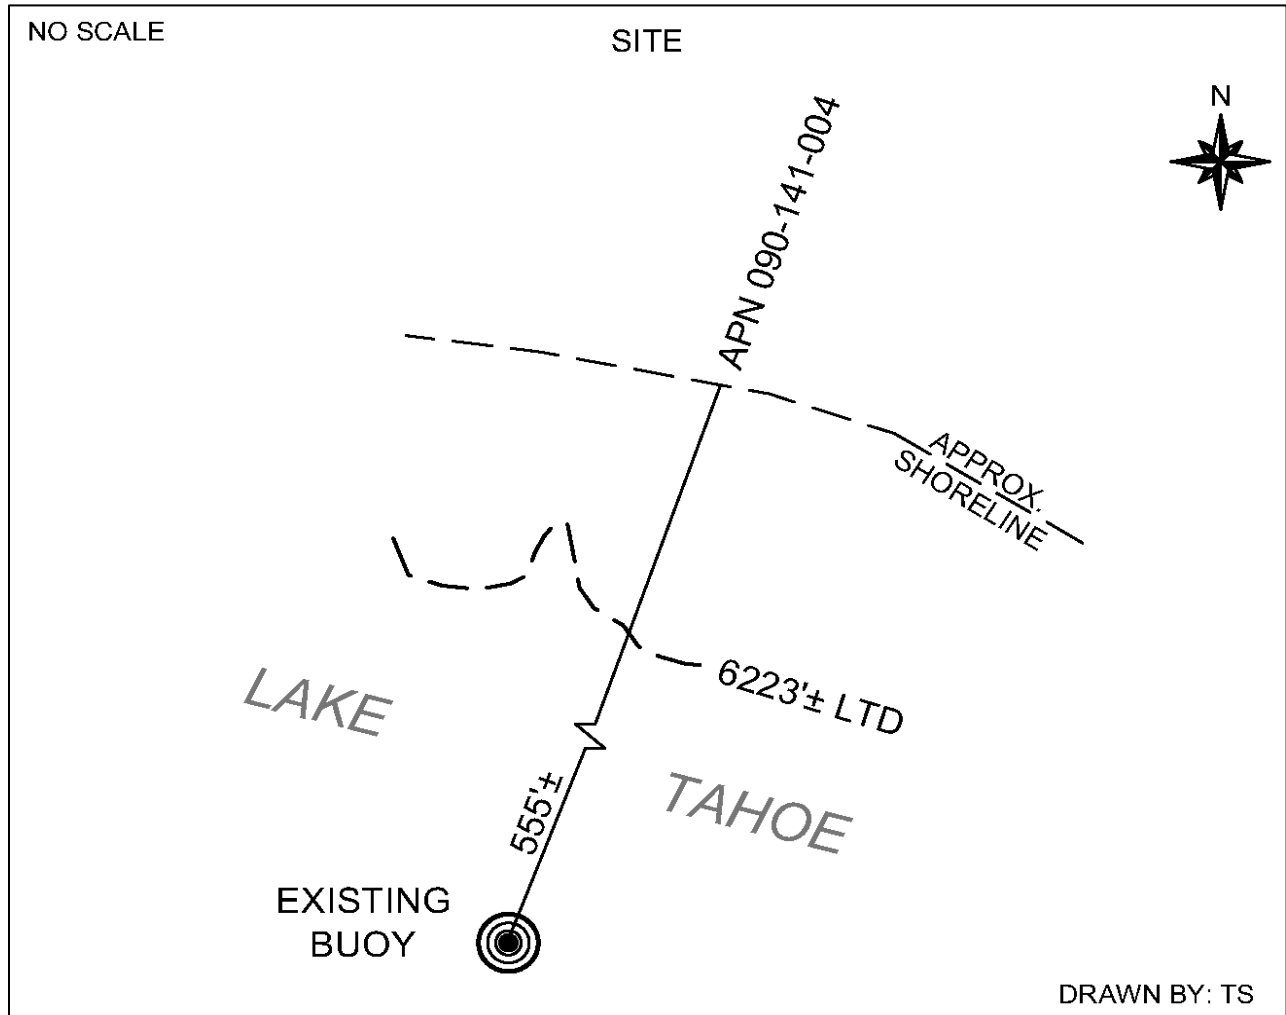 NO SCALE
SITE
N
APN 090-141-004
APPROX.
SHORELINE
6223'± LTD
LAKE
TAHOE
555'±
EXISTING
BUOY
DRAWN BY: TS